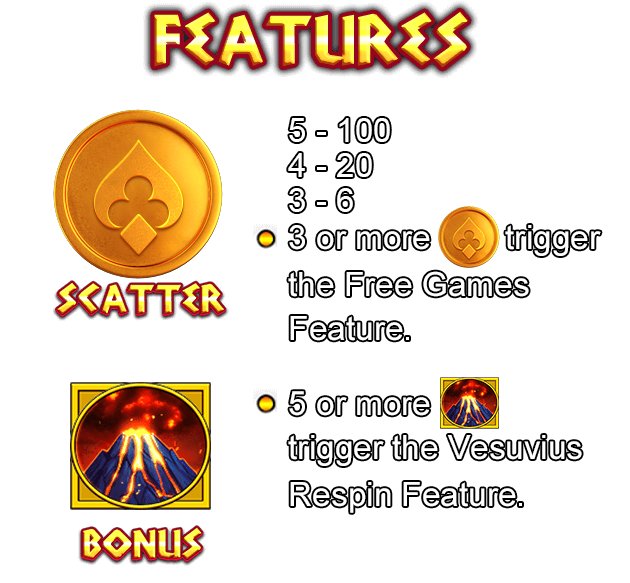 FEATURES
5 - 100
4 - 20
3 - 6
3 or more trigger
the Free Games
Feature.
SCATTER
5 or more
trigger the Vesuvius
Respin Feature.
BONUS